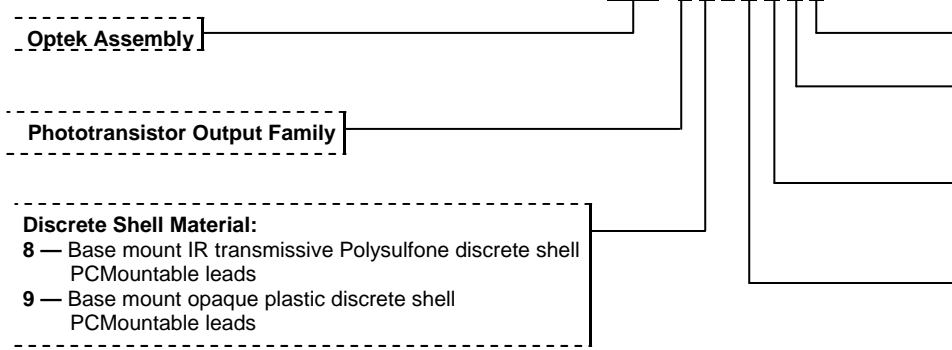 Optek Assembly
Phototransistor Output Family
Discrete Shell Material:
8 — Base mount IR transmissive Polysulfone discrete shell
PCMountable leads
9 — Base mount opaque plastic discrete shell
PCMountable leads